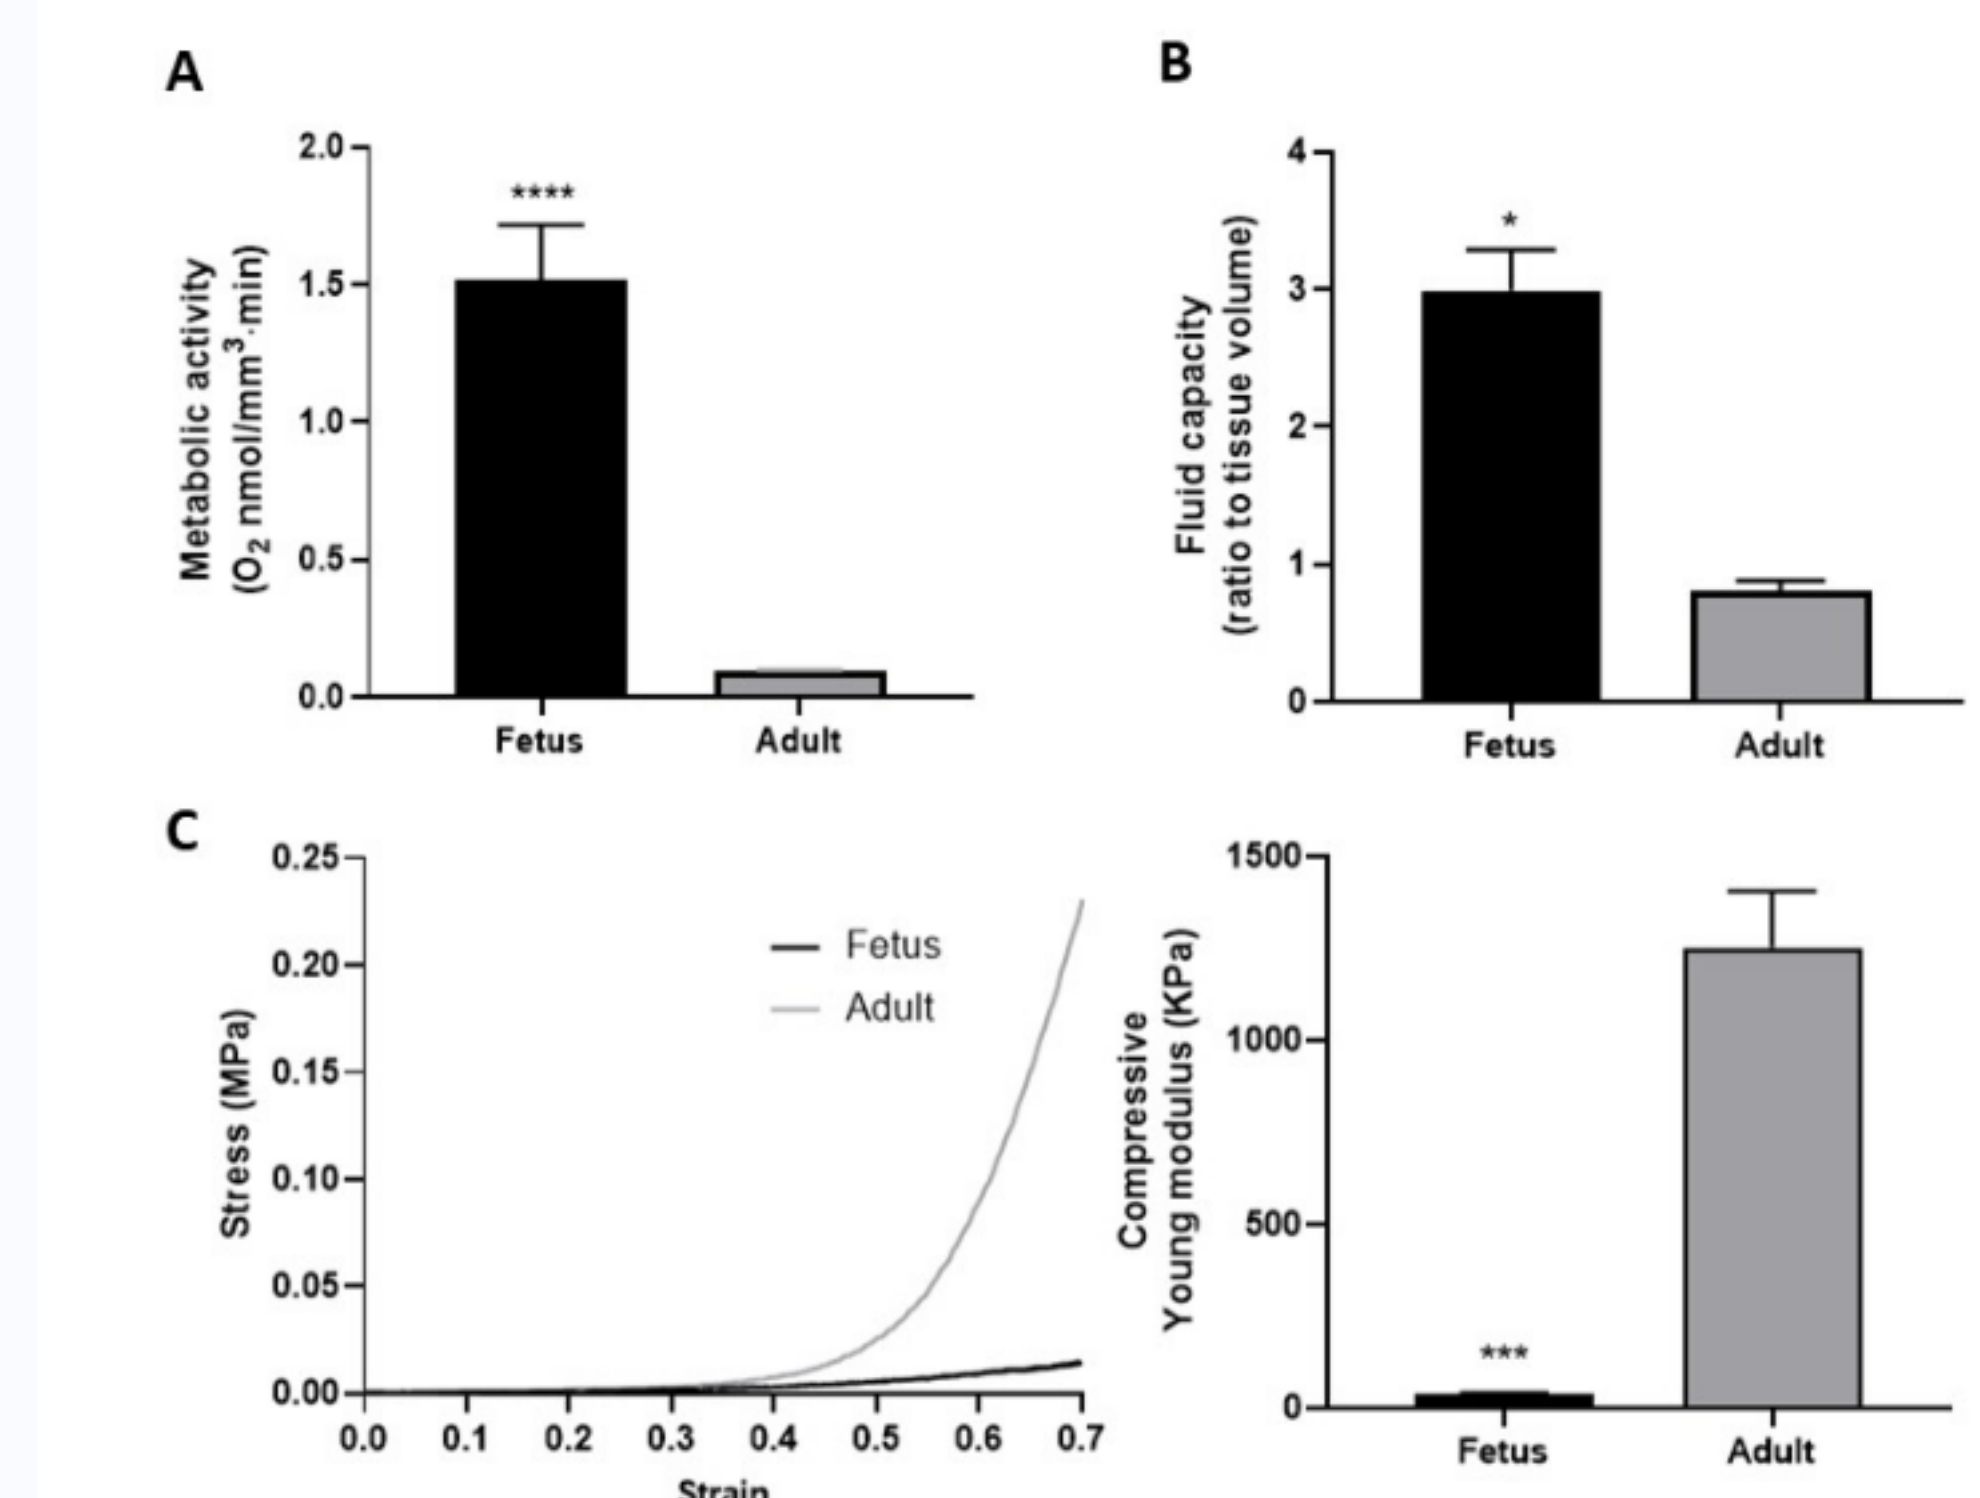 A
2.0
1.5
1.0
0.5
0.0
Metabolic activity
(O₂ nmol/mm³·min)
****
Fetus
Adult
B
4
3
2
1
0
Fluid capacity
(ratio to tissue volume)
*
Fetus
Adult
C
0.25
0.20
0.15
0.10
0.05
0.00
Stress (MPa)
Fetus
Adult
0.0 0.1 0.2 0.3 0.4 0.5 0.6 0.7
Strain
1500
1000
500
0
Compressive
Young modulus (KPa)
***
Fetus
Adult